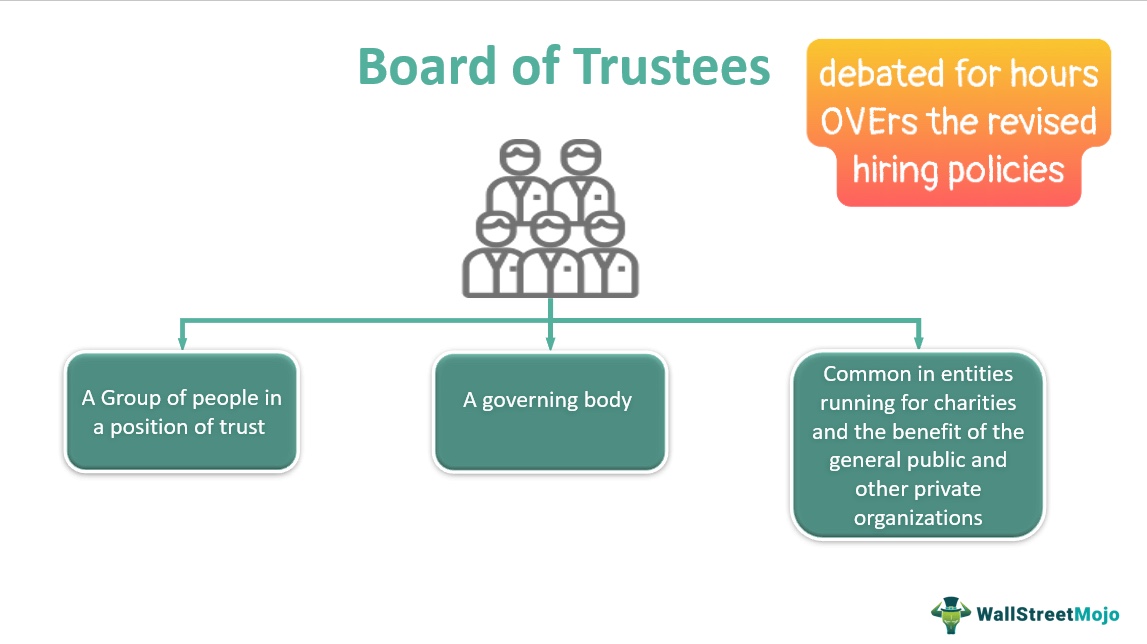 Board of Trustees
debated for hours
OVErs the revised
hiring policies
A Group of people in
a position of trust
A governing body
Common in entities
running for charities
and the benefit of the
general public and
other private
organizations
WallStreetMojo